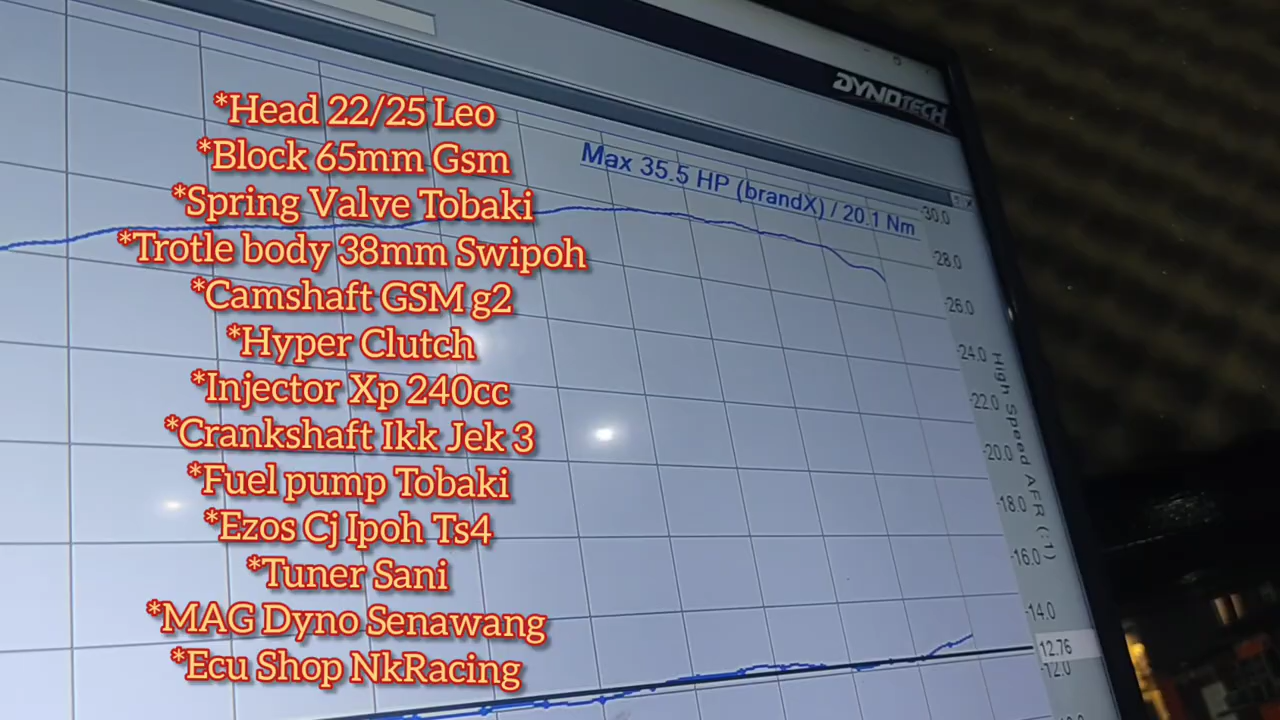 DYNOTECH
*Head 22/25 Leo
*Block 65mm Gsm
*Spring Valve Tobaki
*Trotle body 38mm Swipoh
*Camshaft GSM g2
*Hyper Clutch
*Injector Xp 240cc
*Crankshaft Ikk Jek 3
*Fuel pump Tobaki
*Ezos Cj Ipoh Ts4
*Tuner Sani
*MAG Dyno Senawang
*Ecu Shop NkRacing
Max 35.5 HP (brandX) / 20.1 Nm
30.0
28.0
26.0
24.0
22.0
20.0
18.0
16.0
14.0
12.76
12.0
High Speed AFR (:1)